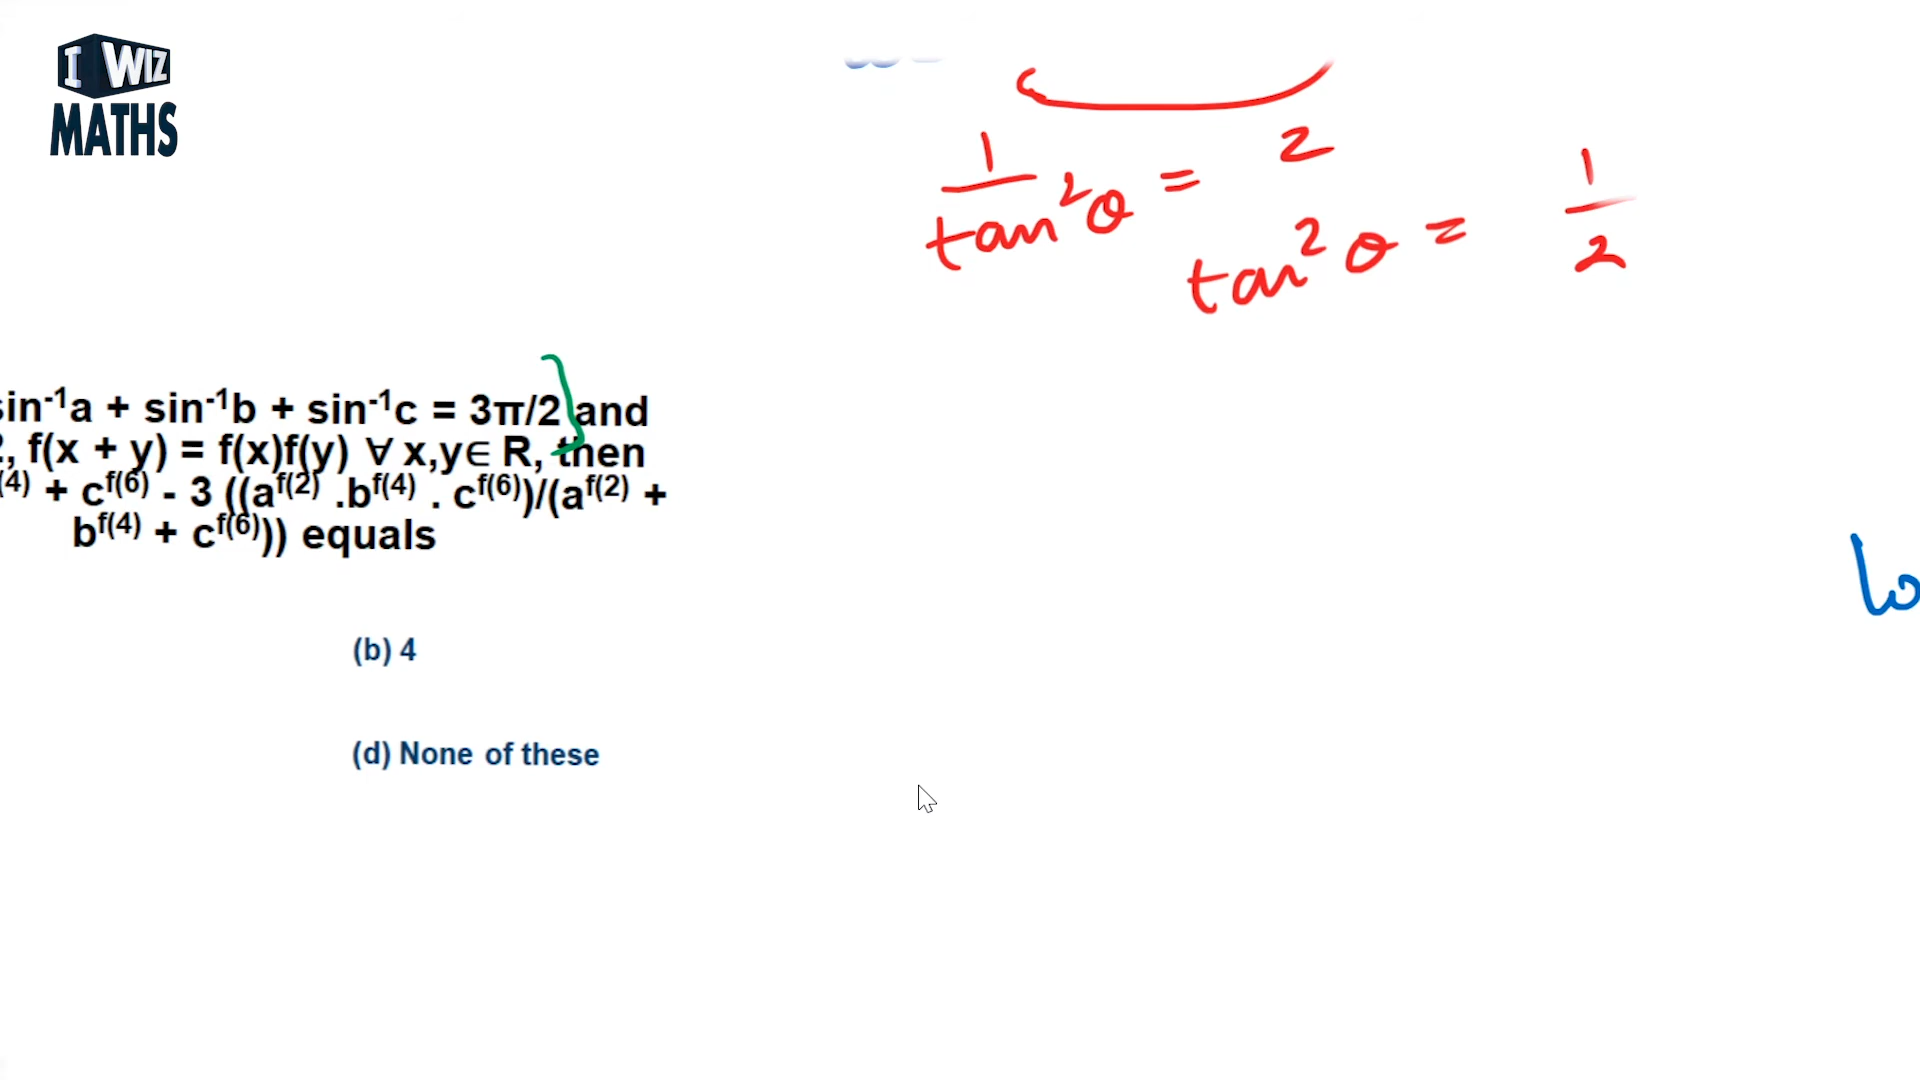 I WIZ
MATHS
1/tan²θ = 2
tan²θ = 1/2
sin⁻¹a + sin⁻¹b + sin⁻¹c = 3π/2 and
, f(x + y) = f(x)f(y) ∀ x,y∈ R, then
(4) + c^f(6) - 3 ((a^f(2) .b^f(4) . c^f(6))/(a^f(2) +
b^f(4) + c^f(6))) equals
(b) 4
(d) None of these